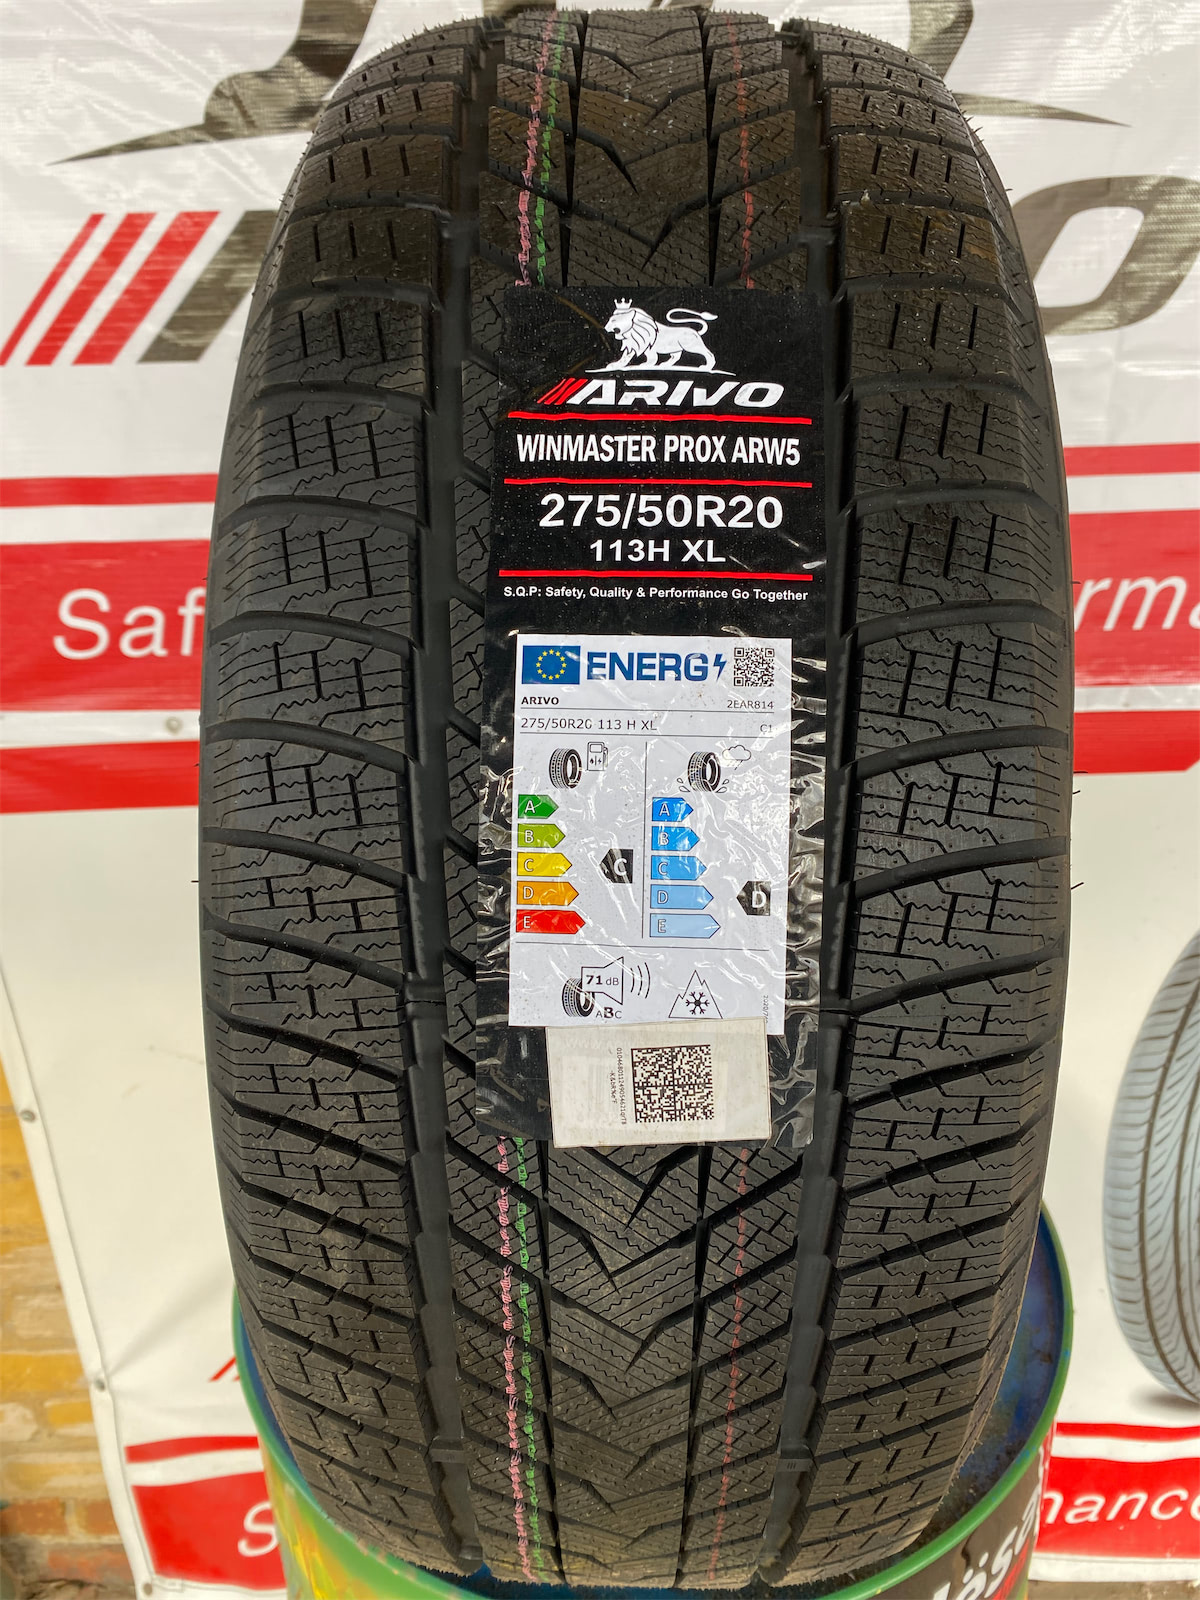 ARIVO
WINMASTER PROX ARW5
275/50R20
113H XL
S.Q.P: Safety, Quality & Performance Go Together
ENERG
ARIVO 2EAR814
275/50R20 113 H XL C1
A A
B B
C C C
D D D
E E
71 dB
ABC
Saf
rma
S
nance